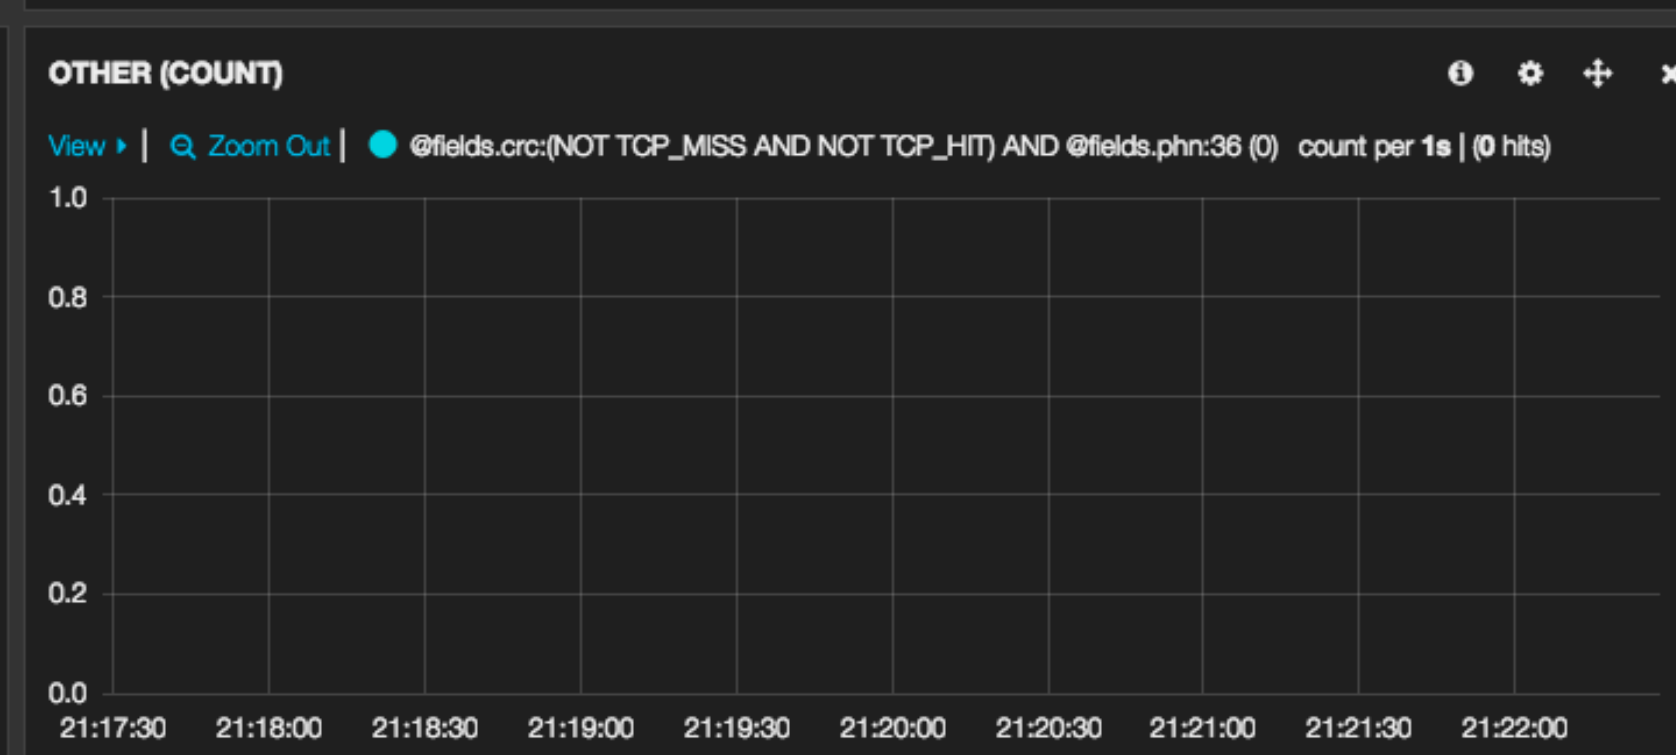 OTHER (COUNT)
View | Zoom Out | @fields.crc:(NOT TCP_MISS AND NOT TCP_HIT) AND @fields.phn:36 (0) count per 1s | (0 hits)
1.0
0.8
0.6
0.4
0.2
0.0
21:17:30 21:18:00 21:18:30 21:19:00 21:19:30 21:20:00 21:20:30 21:21:00 21:21:30 21:22:00